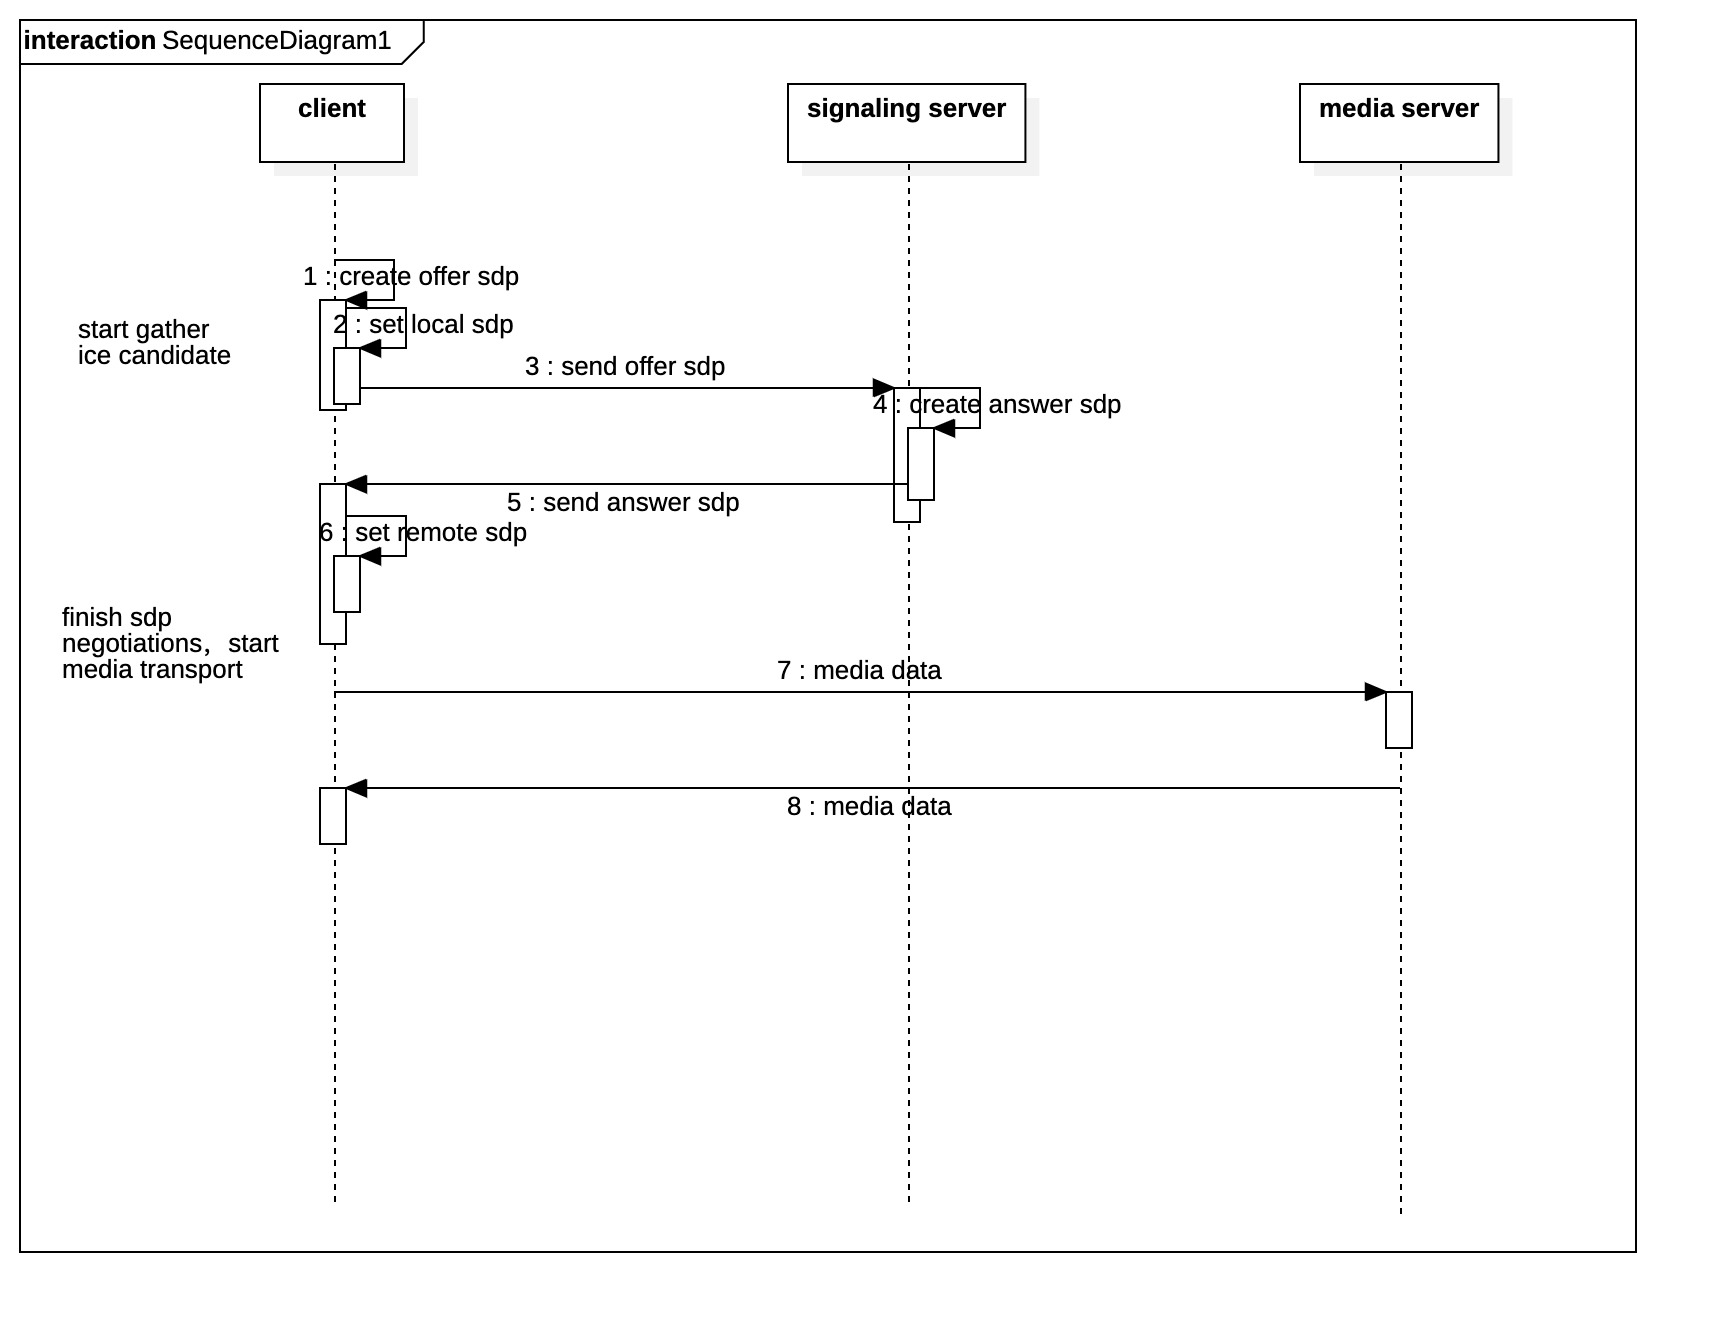 interaction SequenceDiagram1
client
signaling server
media server
1 : create offer sdp
2 : set local sdp
start gather
ice candidate
3 : send offer sdp
4 : create answer sdp
5 : send answer sdp
6 : set remote sdp
finish sdp
negotiations，start
media transport
7 : media data
8 : media data